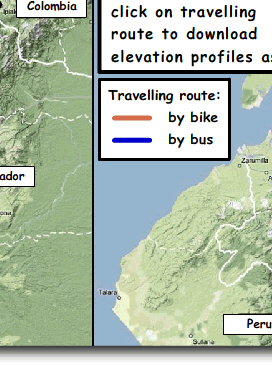 Colombia
click on travelling
route to download
elevation profiles as
Travelling route:
by bike
by bus
Zarumilla
ador
Talara
Peru
Sullana